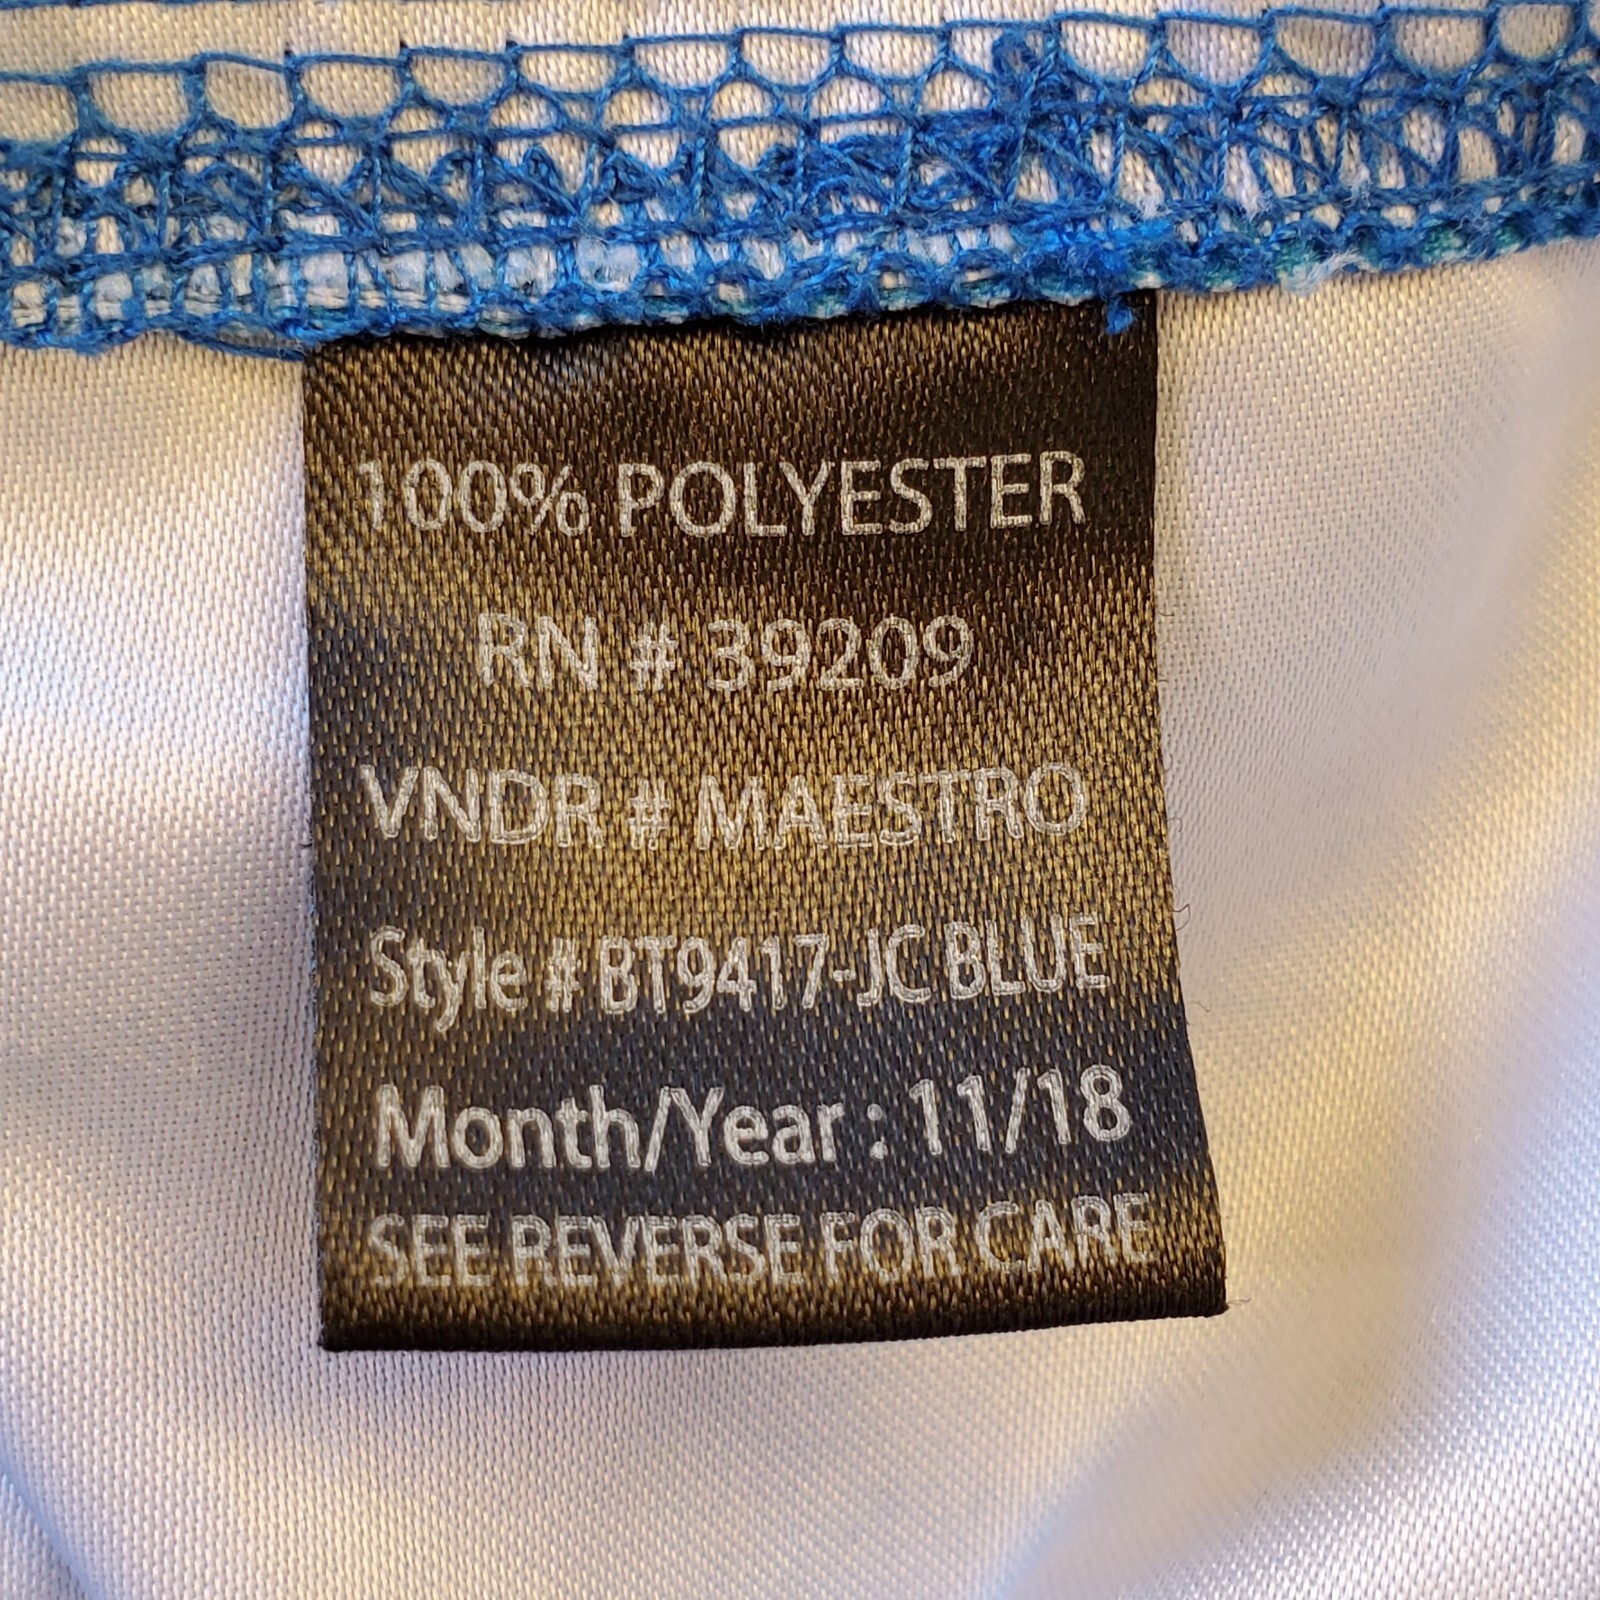 100% POLYESTER
RN # 39209
VNDR # MAESTRO
Style # BT9417-JC BLUE
Month/Year : 11/18
SEE REVERSE FOR CARE